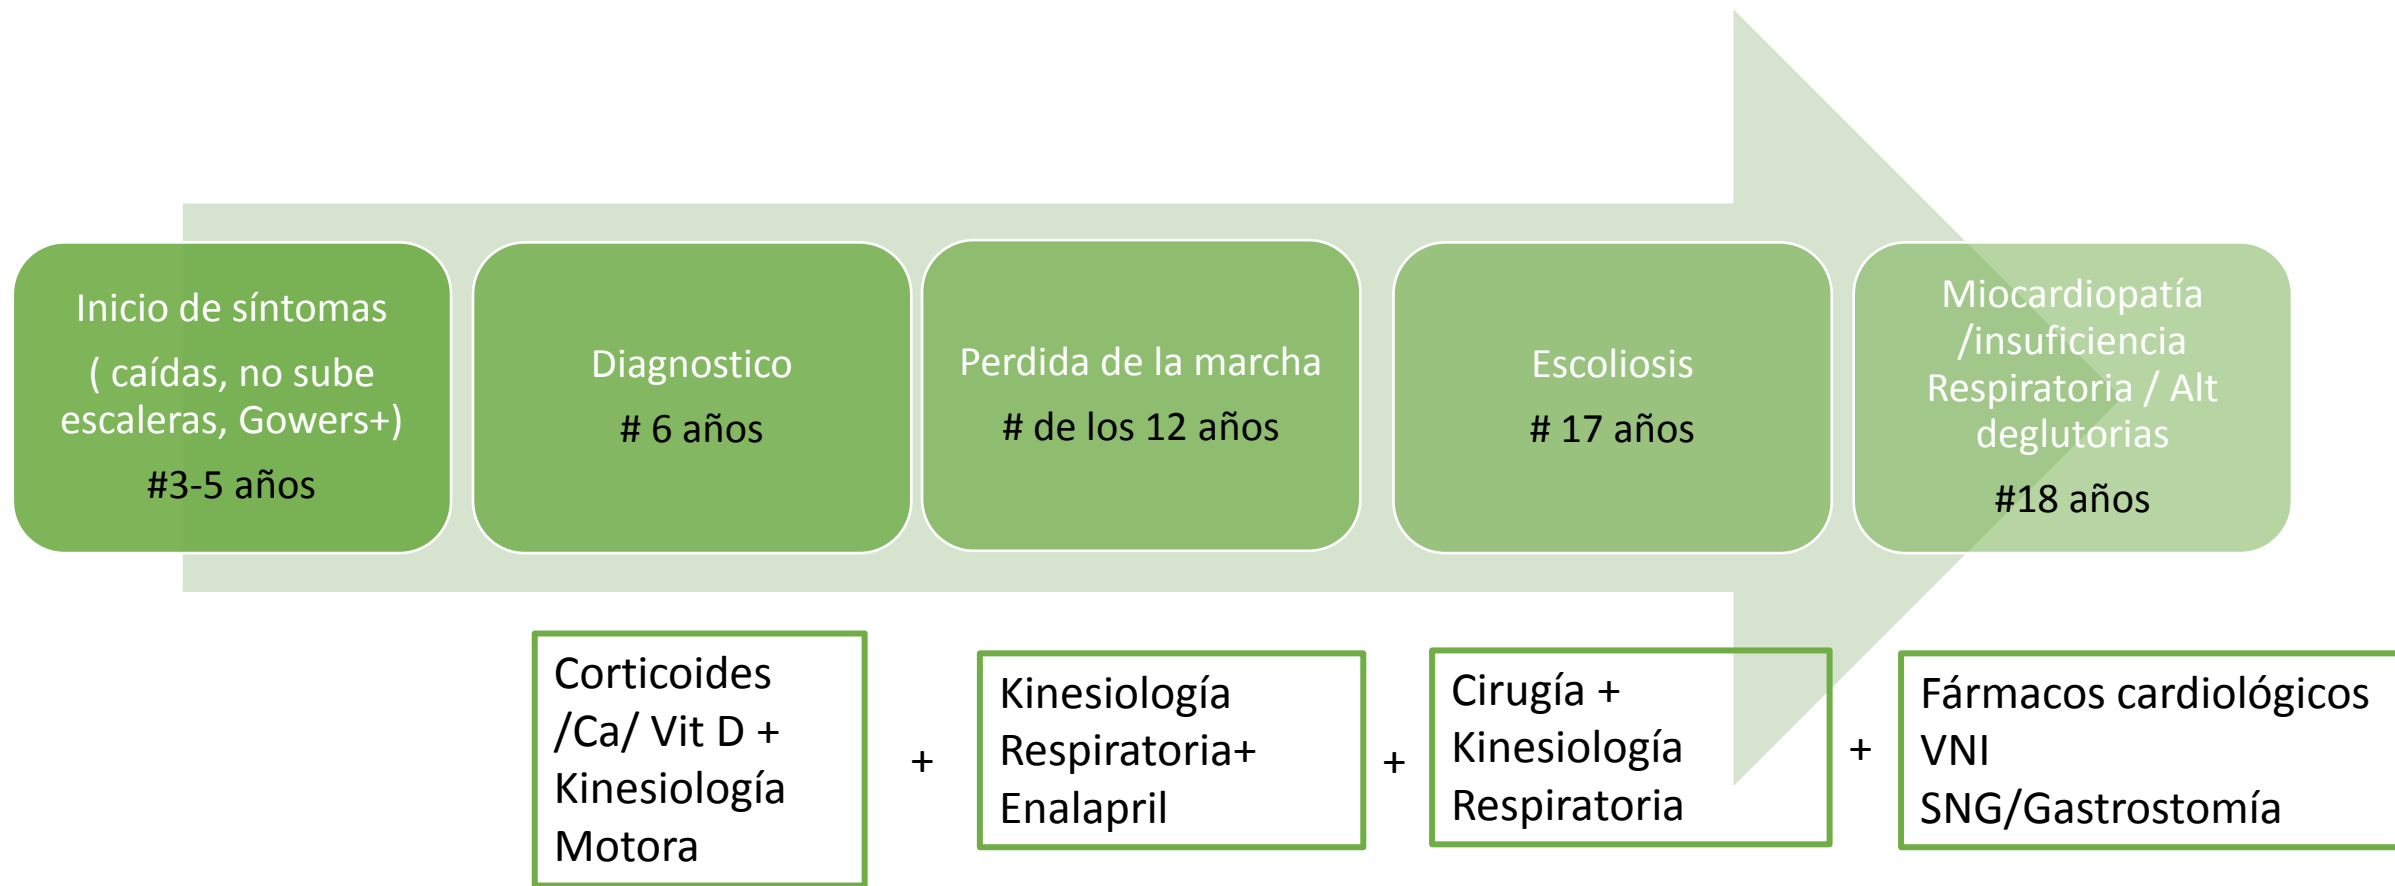 Inicio de síntomas
( caídas, no sube
escaleras, Gowers+)
#3-5 años
Diagnostico
# 6 años
Perdida de la marcha
# de los 12 años
Escoliosis
# 17 años
Miocardiopatía
/insuficiencia
Respiratoria / Alt
deglutorias
#18 años
Corticoides
/Ca/ Vit D +
Kinesiología
Motora
+
Kinesiología
Respiratoria+
Enalapril
+
Cirugía +
Kinesiología
Respiratoria
+
Fármacos cardiológicos
VNI
SNG/Gastrostomía